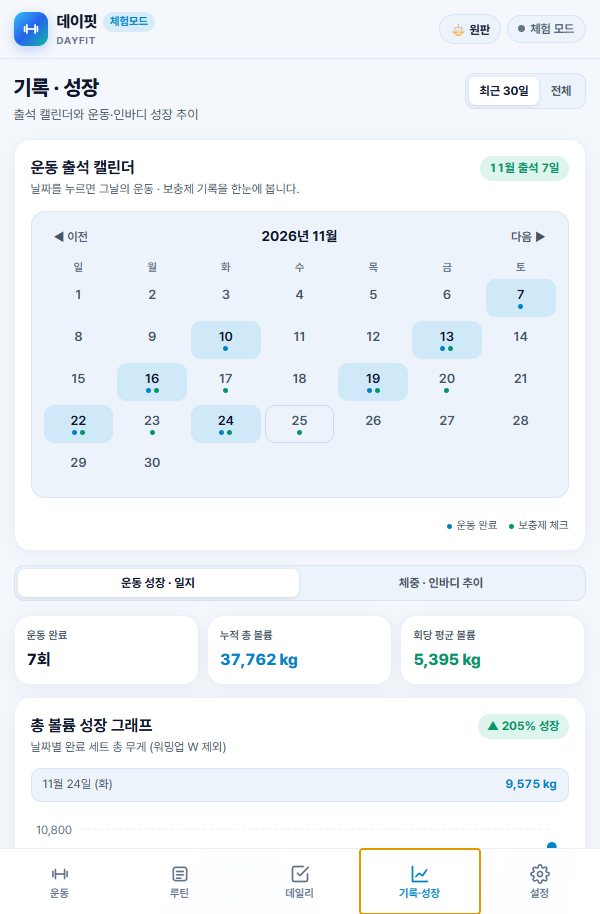 데이핏 체험모드
DAYFIT
원판
체험 모드
기록 · 성장
출석 캘린더와 운동·인바디 성장 추이
최근 30일 전체
운동 출석 캘린더
11월 출석 7일
날짜를 누르면 그날의 운동 · 보충제 기록을 한눈에 봅니다.
◀ 이전 2026년 11월 다음 ▶
일 월 화 수 목 금 토
1 2 3 4 5 6 7
8 9 10 11 12 13 14
15 16 17 18 19 20 21
22 23 24 25 26 27 28
29 30
운동 완료 보충제 체크
운동 성장 · 일지 체중 · 인바디 추이
운동 완료 누적 총 볼륨 회당 평균 볼륨
7회 37,762 kg 5,395 kg
총 볼륨 성장 그래프
▲ 205% 성장
날짜별 완료 세트 총 무게 (워밍업 W 제외)
11월 24일 (화) 9,575 kg
10,800
운동 루틴 데일리 기록·성장 설정